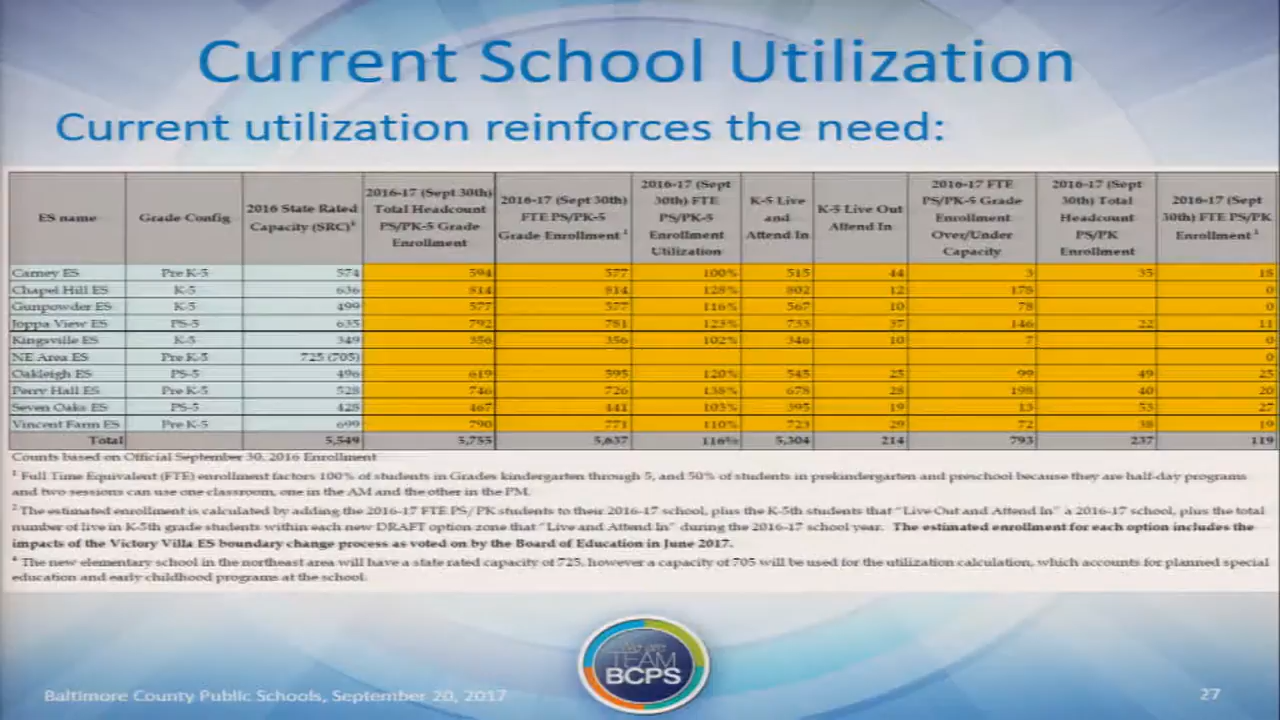 Current School Utilization
Current utilization reinforces the need:
ES name | Grade Config | 2016 State Rated Capacity (SRC)⁴ | 2016-17 (Sept 30th) Total Headcount PS/PK-5 Grade Enrollment | 2016-17 (Sept 30th) FTE PS/PK-5 Grade Enrollment ¹ | 2016-17 (Sept 30th) FTE PS/PK-5 Enrollment Utilization | K-5 Live and Attend In | K-5 Live Out Attend In | 2016-17 FTE PS/PK-5 Grade Enrollment Over/Under Capacity | 2016-17 (Sept 30th) Total Headcount PS/PK Enrollment | 2016-17 (Sept 30th) FTE PS/PK Enrollment ¹
Carney ES | Pre K-5 | 574 | 594 | 577 | 100% | 515 | 44 | 3 | 35 | 18
Chapel Hill ES | K-5 | 636 | 814 | 814 | 128% | 802 | 12 | 178 | | 0
Gunpowder ES | K-5 | 499 | 577 | 577 | 116% | 567 | 10 | 78 | | 0
Joppa View ES | PS-5 | 635 | 792 | 781 | 123% | 733 | 37 | 146 | 22 | 11
Kingsville ES | K-5 | 349 | 356 | 356 | 102% | 346 | 10 | 7 | | 0
NE Area ES | Pre K-5 | 725 (705) | | | | | | | | 0
Oakleigh ES | PS-5 | 496 | 619 | 595 | 120% | 545 | 25 | 99 | 49 | 25
Perry Hall ES | Pre K-5 | 528 | 746 | 726 | 138% | 678 | 28 | 198 | 40 | 20
Seven Oaks ES | PS-5 | 428 | 467 | 441 | 103% | 395 | 19 | 13 | 53 | 27
Vincent Farm ES | Pre K-5 | 699 | 790 | 771 | 110% | 723 | 29 | 72 | 38 | 19
Total | | 5,549 | 5,755 | 5,637 | 116% | 5,304 | 214 | 793 | 237 | 119
Counts based on Official September 30, 2016 Enrollment
¹ Full Time Equivalent (FTE) enrollment factors 100% of students in Grades kindergarten through 5, and 50% of students in prekindergarten and preschool because they are half-day programs
and two sessions can use one classroom, one in the AM and the other in the PM.
² The estimated enrollment is calculated by adding the 2016-17 FTE PS/PK students to their 2016-17 school, plus the K-5th students that "Live Out and Attend In" a 2016-17 school, plus the total
number of live in K-5th grade students within each new DRAFT option zone that "Live and Attend In" during the 2016-17 school year. The estimated enrollment for each option includes the
impacts of the Victory Villa ES boundary change process as voted on by the Board of Education in June 2017.
⁴ The new elementary school in the northeast area will have a state rated capacity of 725, however a capacity of 705 will be used for the utilization calculation, which accounts for planned special
education and early childhood programs at the school.
TEAM
BCPS
Baltimore County Public Schools, September 20, 2017
27